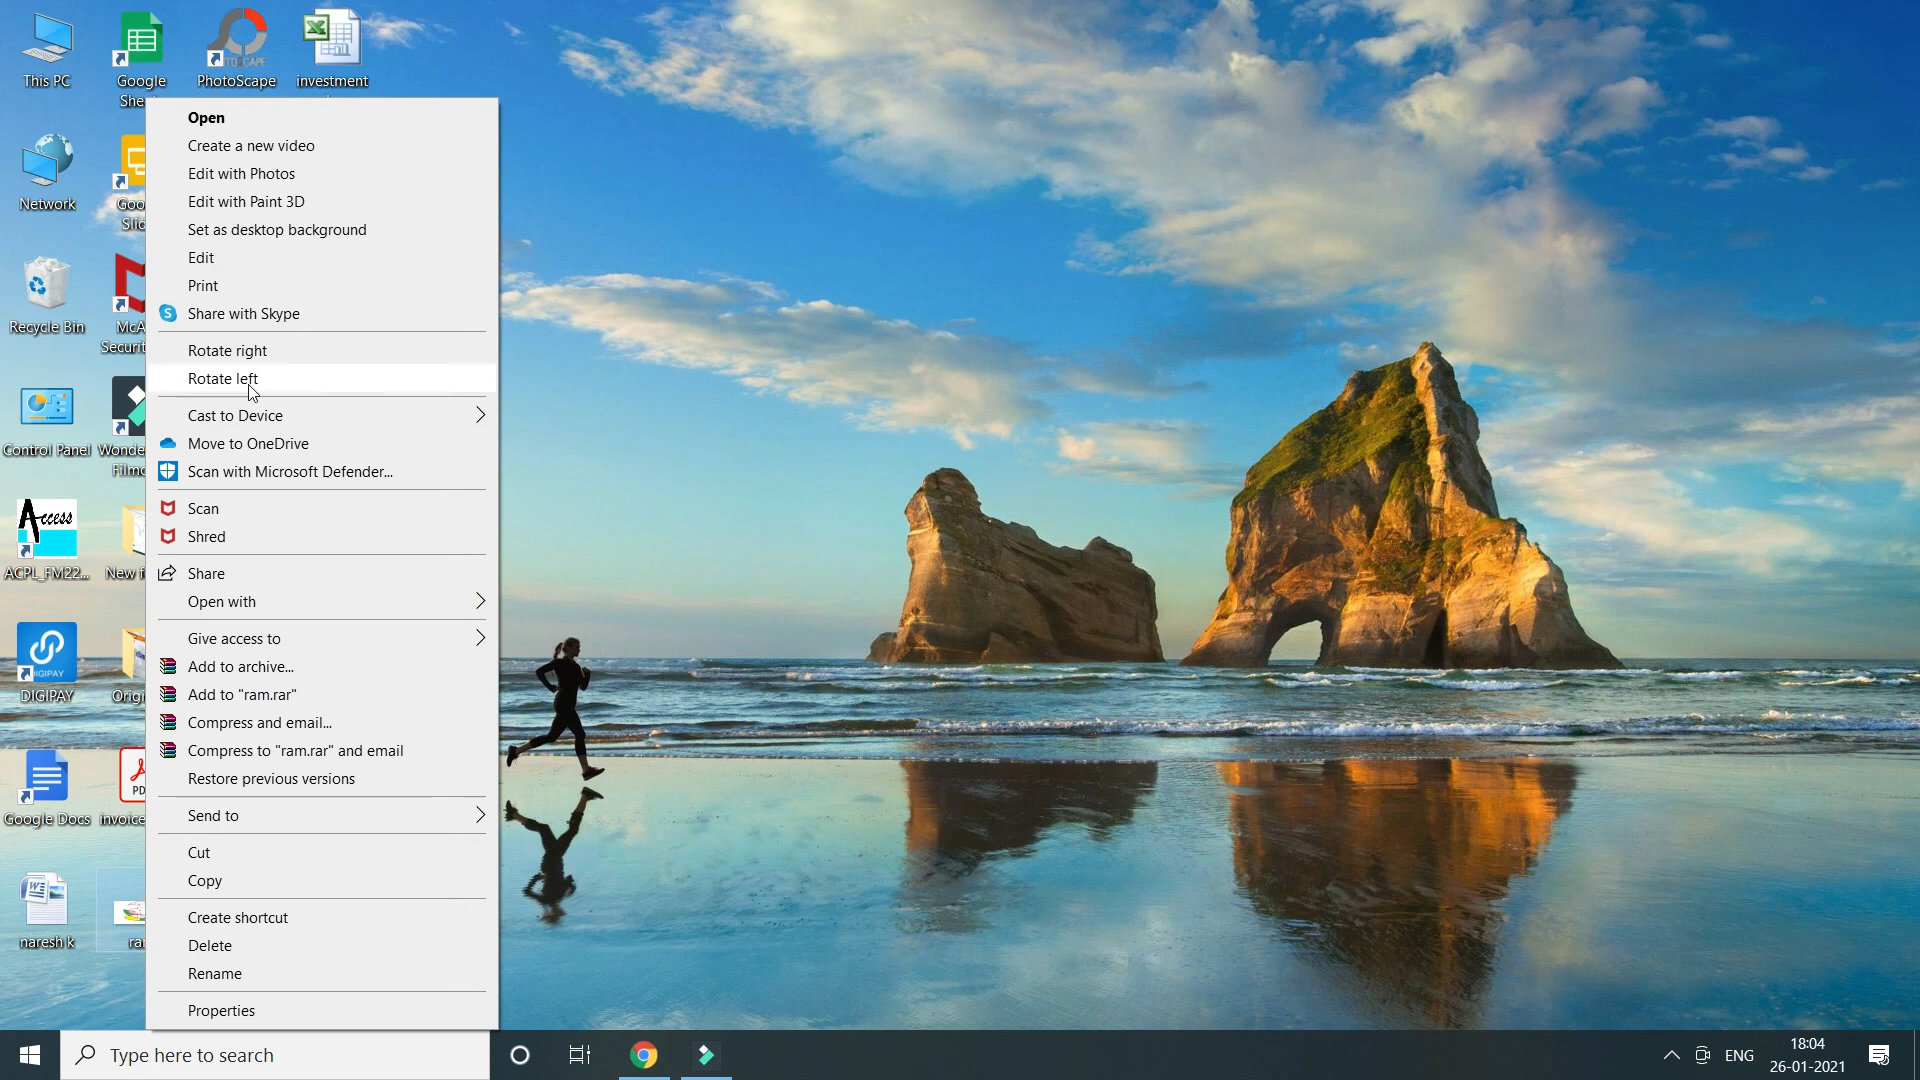 This PC
Google
She
PhotoScape
investment
Network
Goo
Slid
Recycle Bin
McA
Securit
Control Panel
Wonde
Filmo
Access
ACPL_FM22...
New f
DIGIPAY
DIGIPAY
Origi
Google Docs
PD
invoice
naresh k
ra
Open
Create a new video
Edit with Photos
Edit with Paint 3D
Set as desktop background
Edit
Print
Share with Skype
Rotate right
Rotate left
Cast to Device
Move to OneDrive
Scan with Microsoft Defender...
Scan
Shred
Share
Open with
Give access to
Add to archive...
Add to "ram.rar"
Compress and email...
Compress to "ram.rar" and email
Restore previous versions
Send to
Cut
Copy
Create shortcut
Delete
Rename
Properties
Type here to search
ENG
18:04
26-01-2021